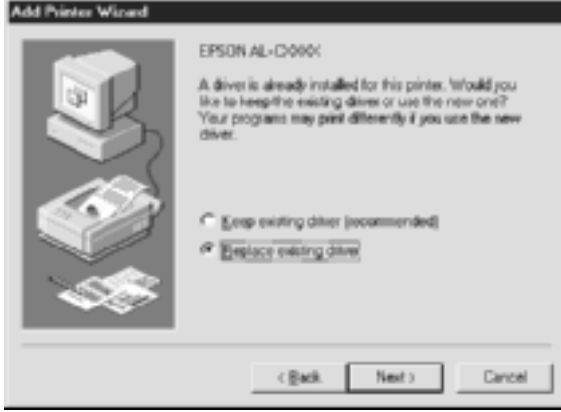 Add Printer Wizard
EPSON AL-CXXXX
A driver is already installed for this printer. Would you
like to keep the existing driver or use the new one?
Your programs may print differently if you use the new
driver.
Keep existing driver (recommended)
Replace existing driver
< Back Next > Cancel